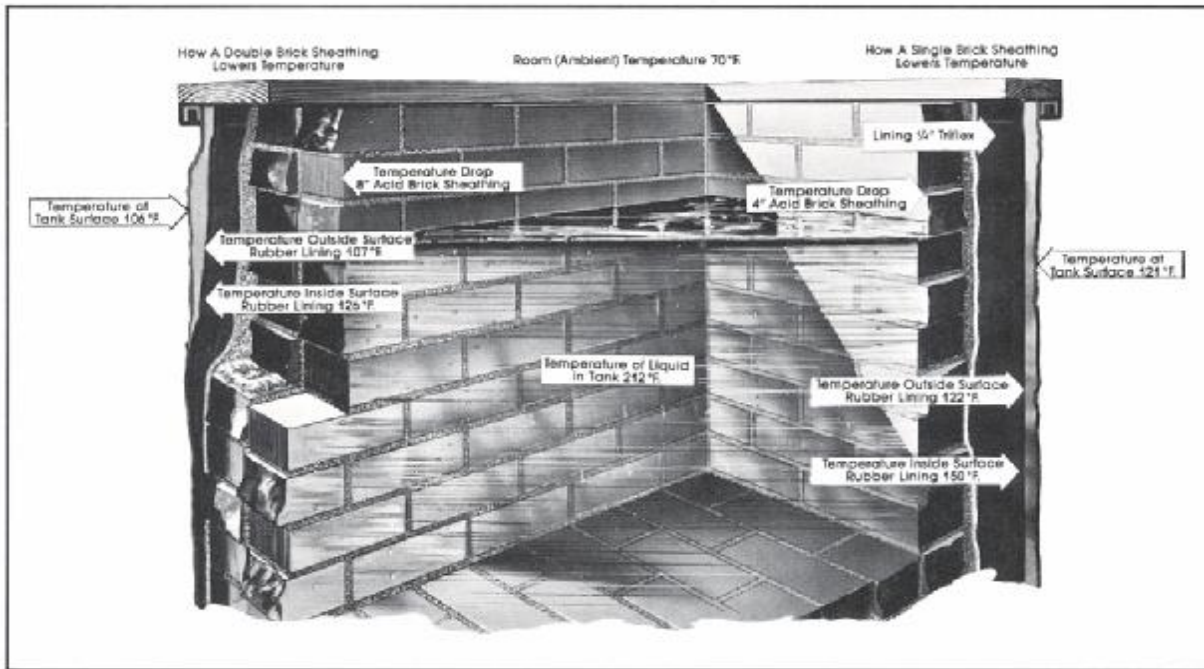 How A Double Brick Sheathing
Lowers Temperature
Room (Ambient) Temperature 70°F.
How A Single Brick Sheathing
Lowers Temperature
Lining ¼" Triflex
Temperature Drop
8" Acid Brick Sheathing
Temperature Drop
4" Acid Brick Sheathing
Temperature at
Tank Surface 106°F.
Temperature Outside Surface
Rubber Lining 107°F.
Temperature Inside Surface
Rubber Lining 126°F.
Temperature at
Tank Surface 121°F.
Temperature of Liquid
in Tank 212°F.
Temperature Outside Surface
Rubber Lining 122°F.
Temperature Inside Surface
Rubber Lining 150°F.